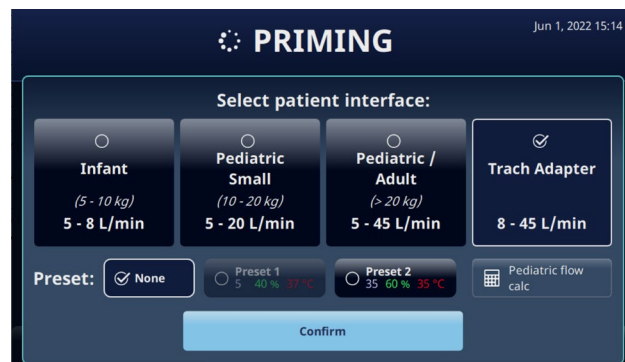 PRIMING
Jun 1, 2022 15:14
Select patient interface:
Infant
(5 - 10 kg)
5 - 8 L/min
Pediatric
Small
(10 - 20 kg)
5 - 20 L/min
Pediatric /
Adult
(> 20 kg)
5 - 45 L/min
Trach Adapter
8 - 45 L/min
Preset:
None
Preset 1
5 40 % 37 °C
Preset 2
35 60 % 35 °C
Pediatric flow
calc
Confirm